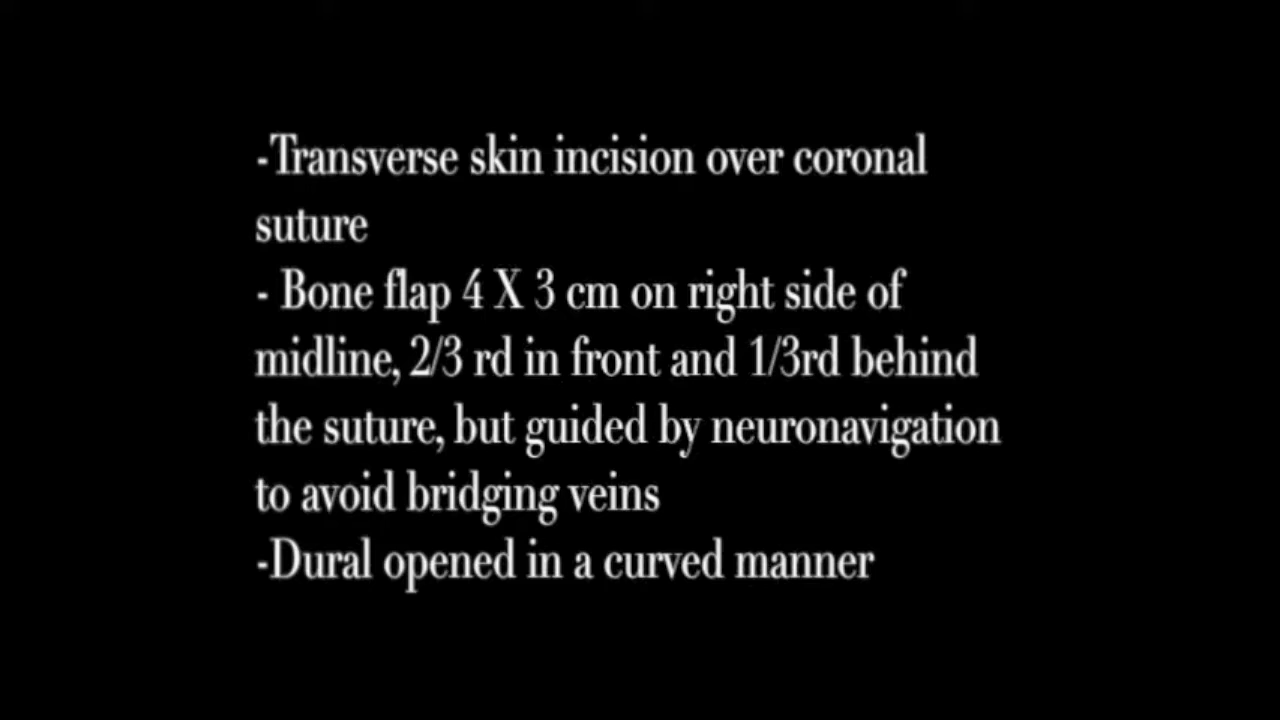 -Transverse skin incision over coronal
suture
- Bone flap 4 X 3 cm on right side of
midline, 2/3 rd in front and 1/3rd behind
the suture, but guided by neuronavigation
to avoid bridging veins
-Dural opened in a curved manner